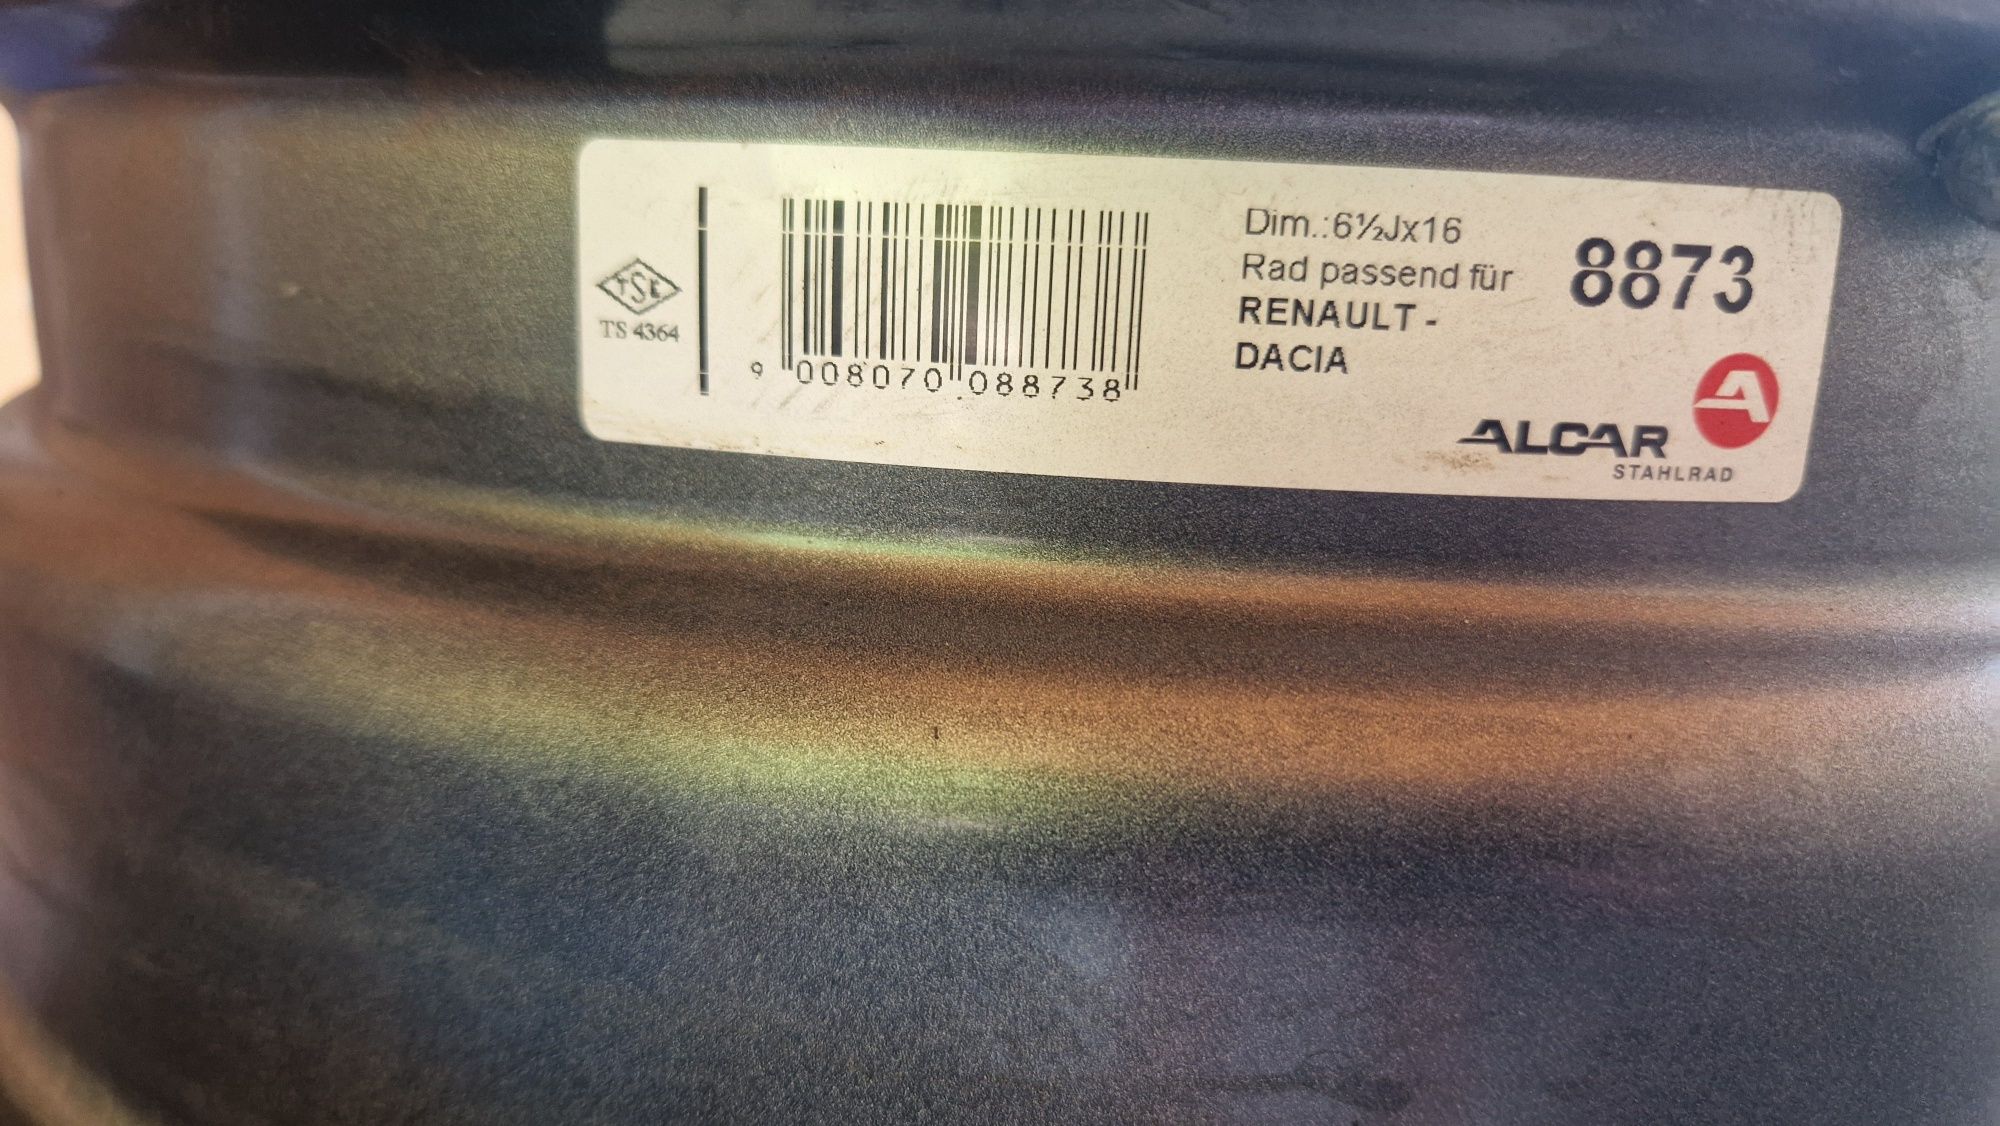 TSE
TS 4364
9 008070 088738
Dim.:6½Jx16
Rad passend für
RENAULT -
DACIA
8873
A
ALCAR
STAHLRAD